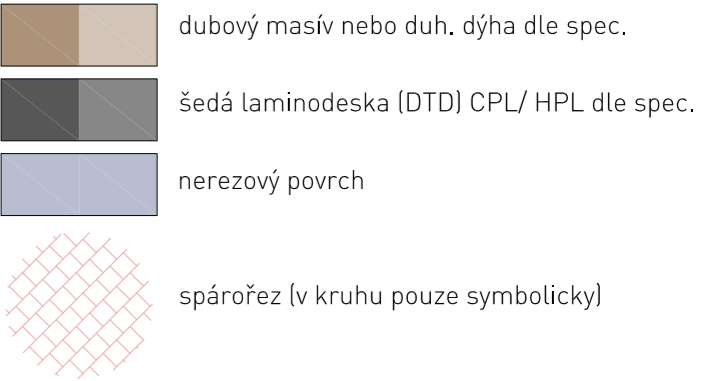 dubový masív nebo duh. dýha dle spec.
šedá laminodeska (DTD) CPL/ HPL dle spec.
nerezový povrch
spárořez (v kruhu pouze symbolicky)